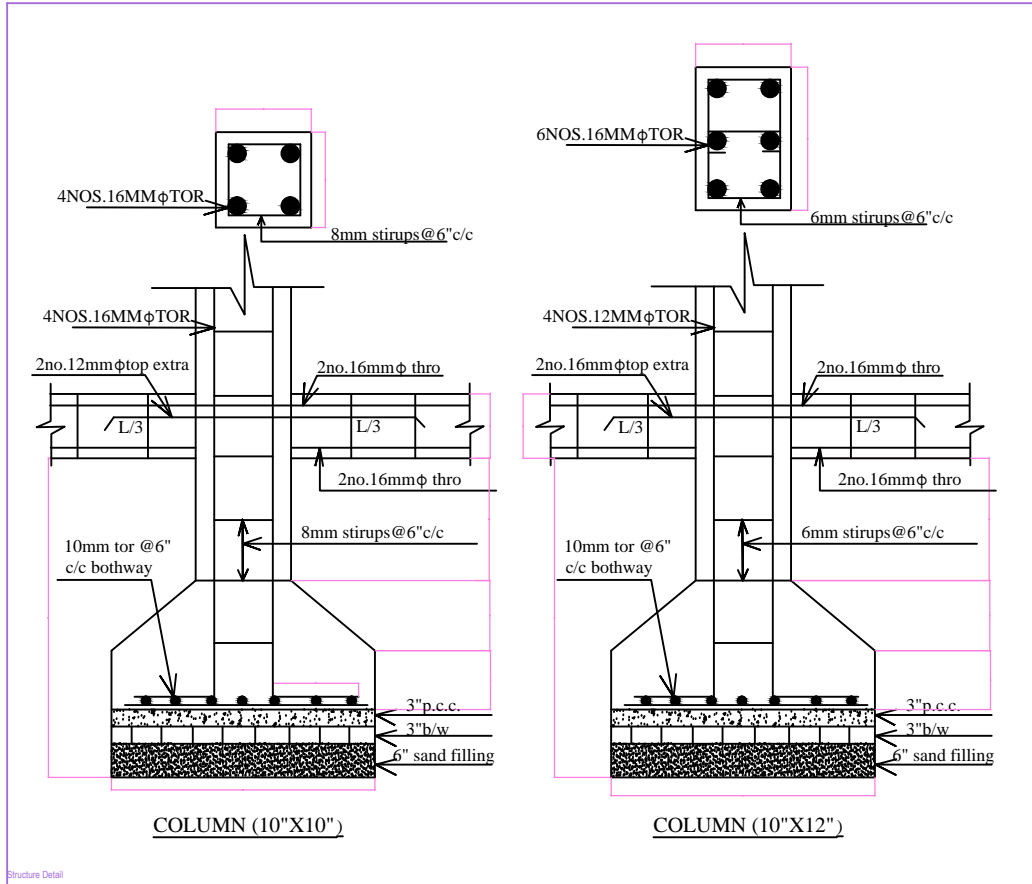 4NOS.16MMϕTOR
8mm stirups@6"c/c
4NOS.16MMϕTOR
2no.12mmϕtop extra
2no.16mmϕ thro
L/3
L/3
2no.16mmϕ thro
8mm stirups@6"c/c
10mm tor @6"
c/c bothway
3"p.c.c.
3"b/w
6" sand filling
COLUMN (10"X10")
6NOS.16MMϕTOR
6mm stirups@6"c/c
4NOS.12MMϕTOR
2no.16mmϕtop extra
2no.16mmϕ thro
L/3
L/3
2no.16mmϕ thro
6mm stirups@6"c/c
10mm tor @6"
c/c bothway
3"p.c.c.
3"b/w
6" sand filling
COLUMN (10"X12")
Structure Detail